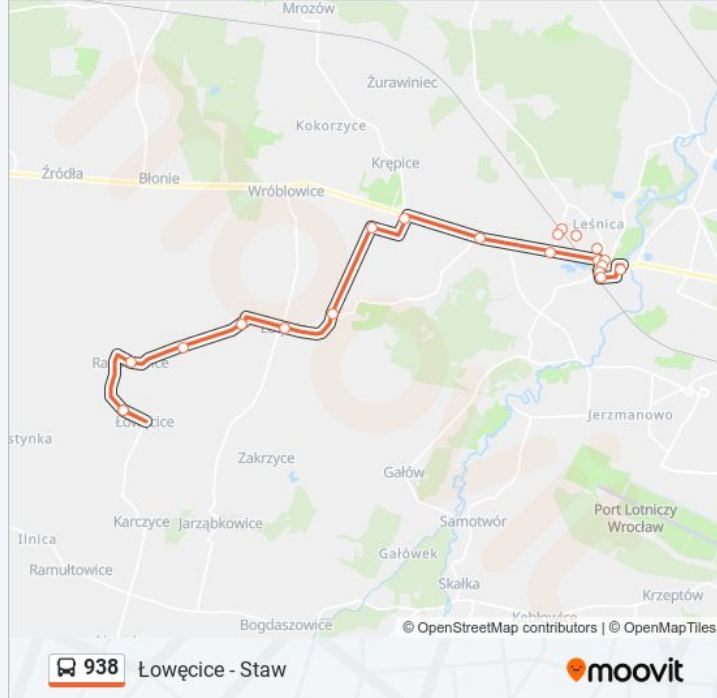 Mrozów
Żurawiniec
Kokorzyce
Krępice
Źródła
Błonie
Wróblowice
Leśnica
Łowęcice
Jerzmanowo
Zakrzyce
Gałów
Port Lotniczy
Wrocław
Karczyce
Jarząbkowice
Samotwór
Ilnica
Gałówek
Ramułtowice
Skałka
Krzeptów
Bogdaszowice
© OpenStreetMap contributors | © OpenMapTiles
938 Łowęcice - Staw
moovit